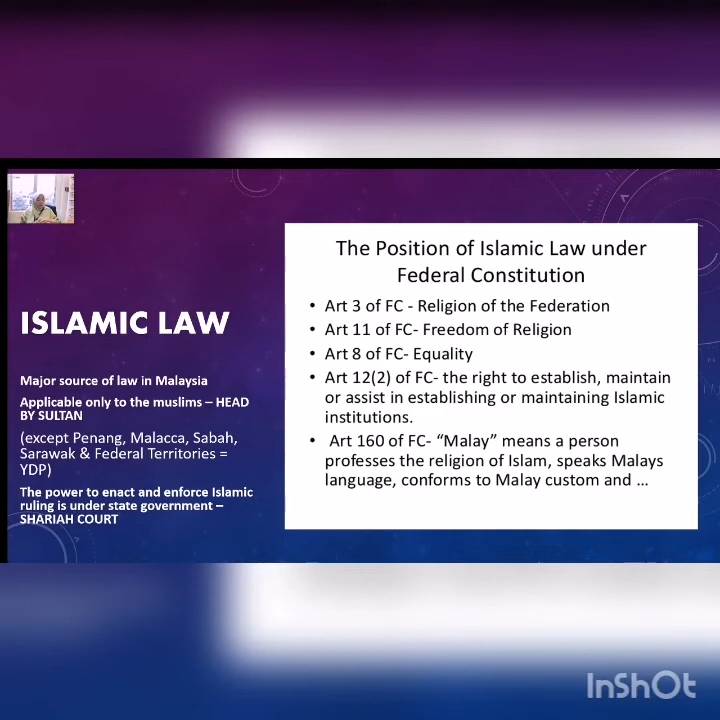 ISLAMIC LAW
Major source of law in Malaysia
Applicable only to the muslims – HEAD
BY SULTAN
(except Penang, Malacca, Sabah,
Sarawak & Federal Territories =
YDP)
The power to enact and enforce Islamic
ruling is under state government –
SHARIAH COURT
The Position of Islamic Law under
Federal Constitution
• Art 3 of FC - Religion of the Federation
• Art 11 of FC- Freedom of Religion
• Art 8 of FC- Equality
• Art 12(2) of FC- the right to establish, maintain
or assist in establishing or maintaining Islamic
institutions.
• Art 160 of FC- “Malay” means a person
professes the religion of Islam, speaks Malays
language, conforms to Malay custom and ...
InShOt